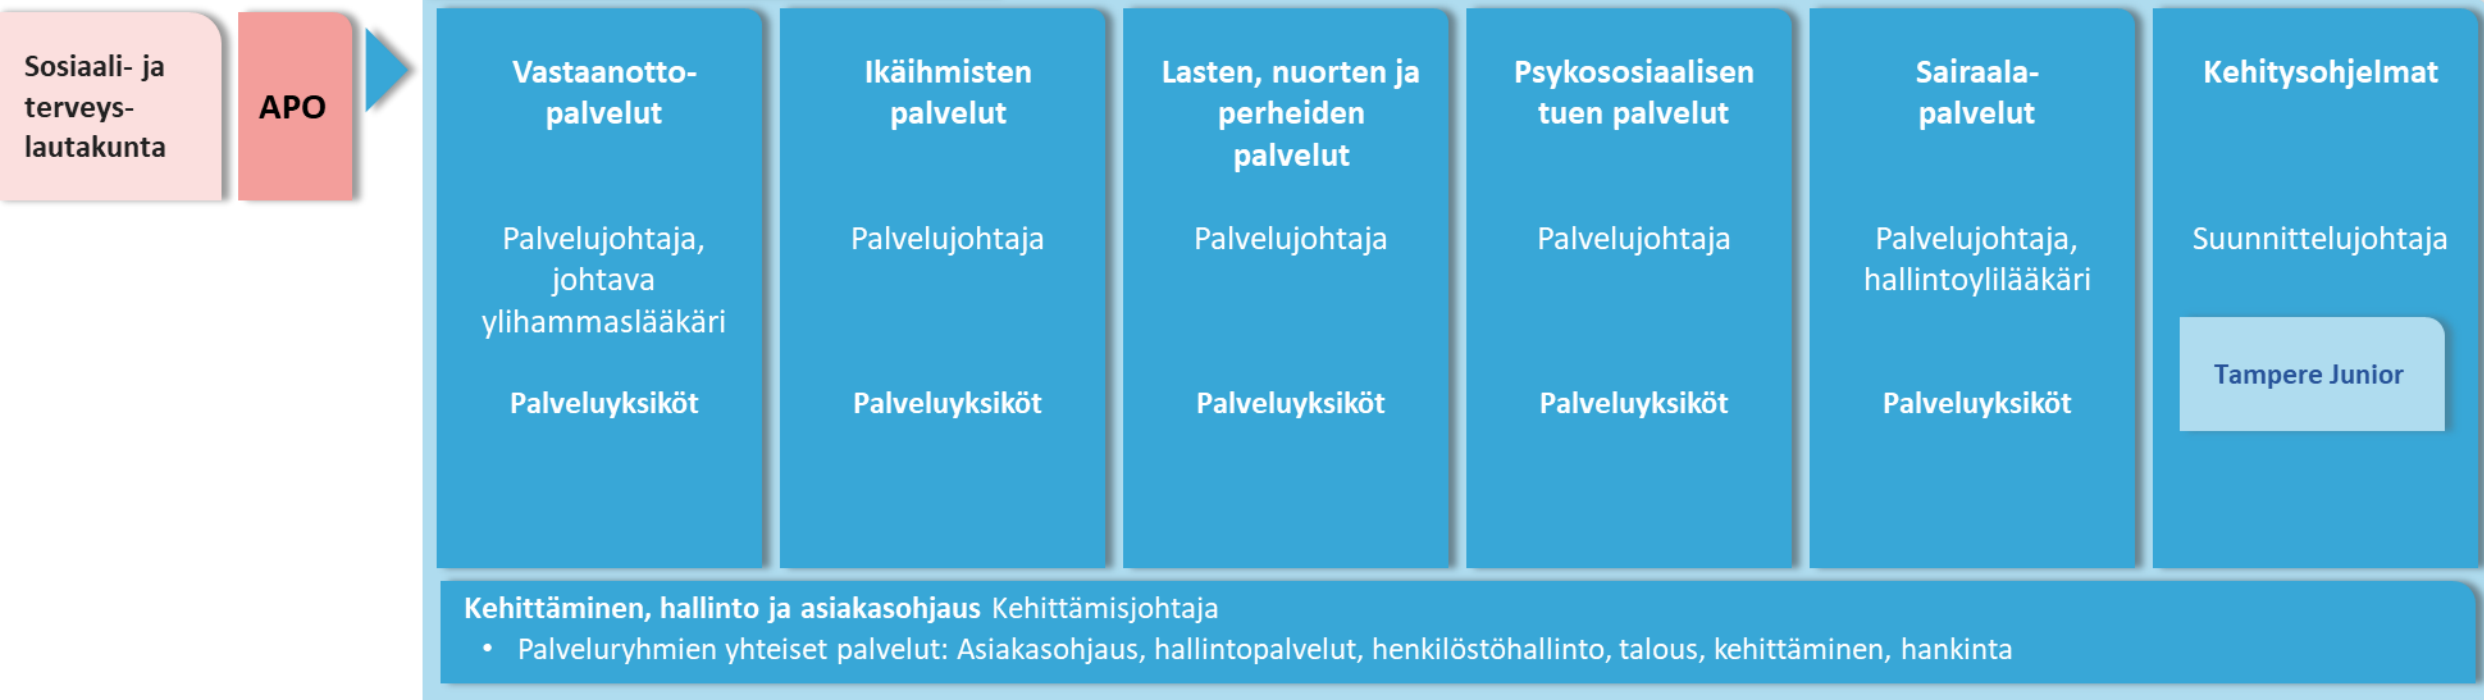 Sosiaali- ja
terveys-
lautakunta
APO
Vastaanotto-
palvelut
Palvelujohtaja,
johtava
ylihammaslääkäri
Palveluyksiköt
Ikäihmisten
palvelut
Palvelujohtaja
Palveluyksiköt
Lasten, nuorten ja
perheiden
palvelut
Palvelujohtaja
Palveluyksiköt
Psykososiaalisen
tuen palvelut
Palvelujohtaja
Palveluyksiköt
Sairaala-
palvelut
Palvelujohtaja,
hallintoylilääkäri
Palveluyksiköt
Kehitysohjelmat
Suunnittelujohtaja
Tampere Junior
Kehittäminen, hallinto ja asiakasohjaus Kehittämisjohtaja
• Palveluryhmien yhteiset palvelut: Asiakasohjaus, hallintopalvelut, henkilöstöhallinto, talous, kehittäminen, hankinta